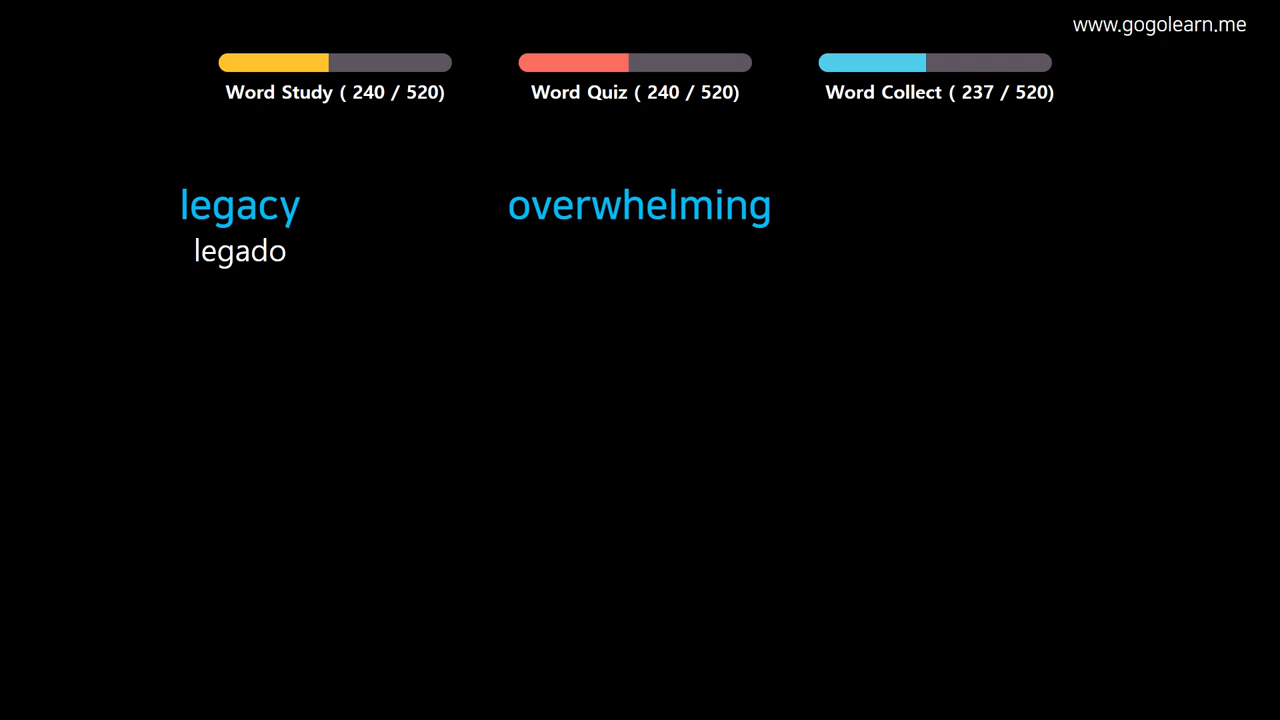 www.gogolearn.me
Word Study ( 240 / 520)
Word Quiz ( 240 / 520)
Word Collect ( 237 / 520)
legacy
legado
overwhelming